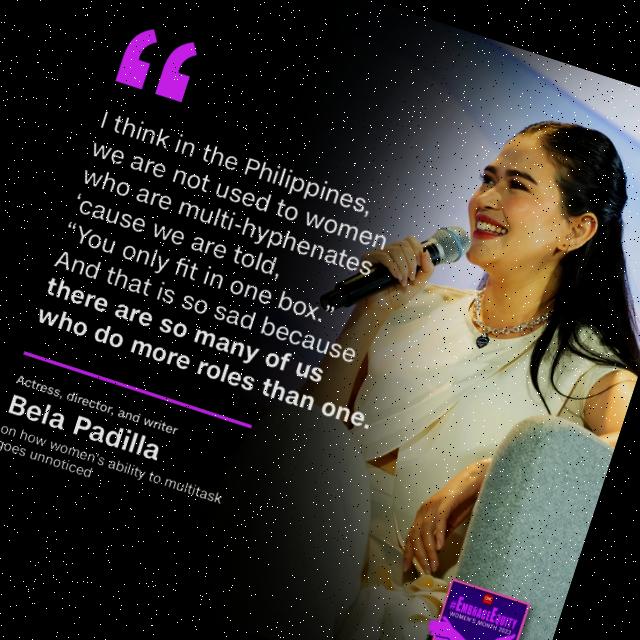 I think in the Philippines,
we are not used to women
who are multi-hyphenates
‘cause we are told,
“You only fit in one box.”
And that is so sad because
there are so many of us
who do more roles than one.
Actress, director, and writer
Bela Padilla
on how women's ability to multitask
goes unnoticed
WOMEN'S MONTH